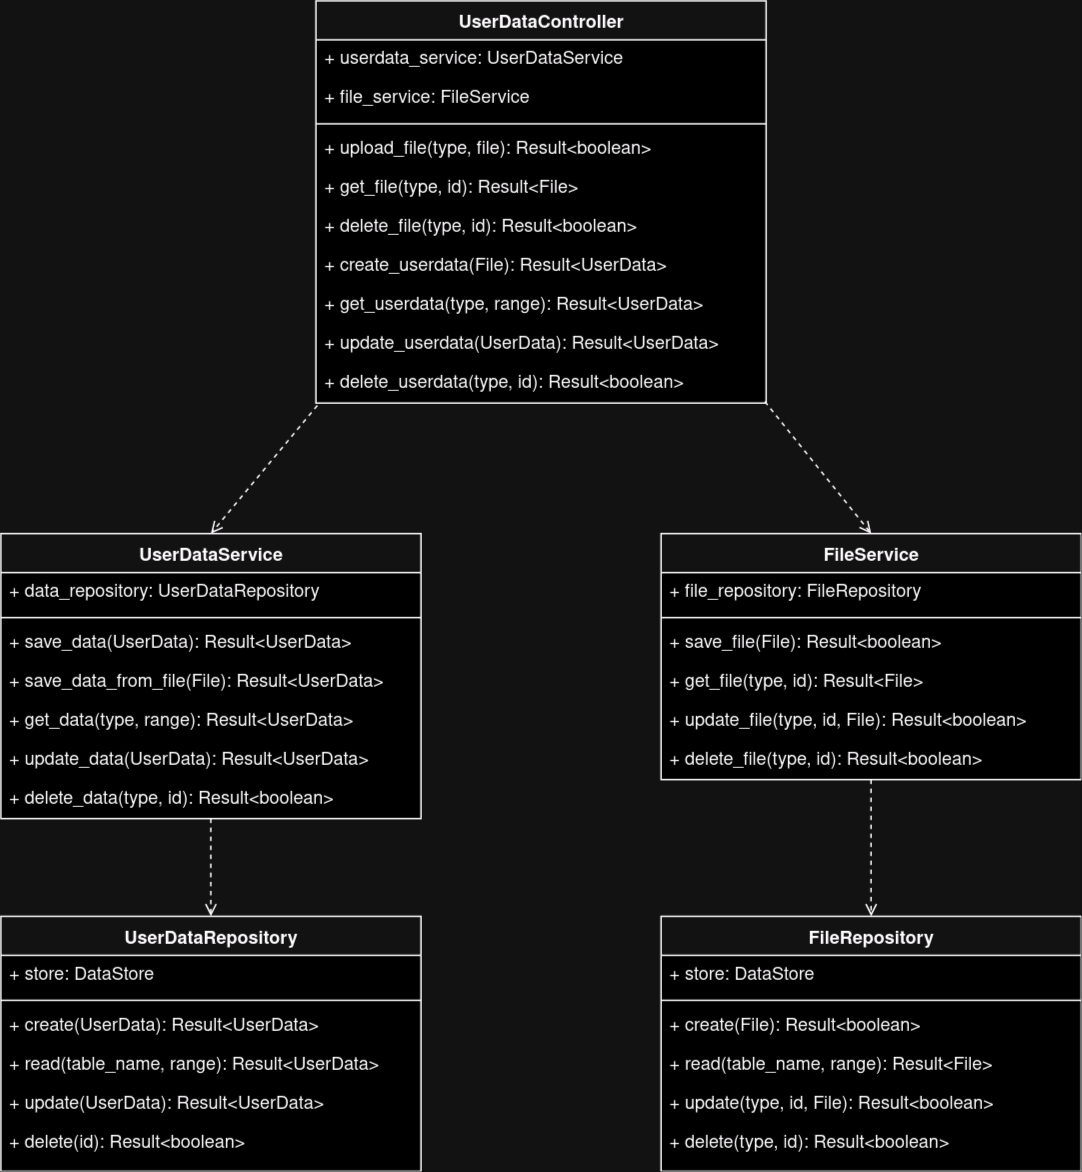 UserDataController
+ userdata_service: UserDataService
+ file_service: FileService
+ upload_file(type, file): Result<boolean>
+ get_file(type, id): Result<File>
+ delete_file(type, id): Result<boolean>
+ create_userdata(File): Result<UserData>
+ get_userdata(type, range): Result<UserData>
+ update_userdata(UserData): Result<UserData>
+ delete_userdata(type, id): Result<boolean>
UserDataService
+ data_repository: UserDataRepository
+ save_data(UserData): Result<UserData>
+ save_data_from_file(File): Result<UserData>
+ get_data(type, range): Result<UserData>
+ update_data(UserData): Result<UserData>
+ delete_data(type, id): Result<boolean>
FileService
+ file_repository: FileRepository
+ save_file(File): Result<boolean>
+ get_file(type, id): Result<File>
+ update_file(type, id, File): Result<boolean>
+ delete_file(type, id): Result<boolean>
UserDataRepository
+ store: DataStore
+ create(UserData): Result<UserData>
+ read(table_name, range): Result<UserData>
+ update(UserData): Result<UserData>
+ delete(id): Result<boolean>
FileRepository
+ store: DataStore
+ create(File): Result<boolean>
+ read(table_name, range): Result<File>
+ update(type, id, File): Result<boolean>
+ delete(type, id): Result<boolean>